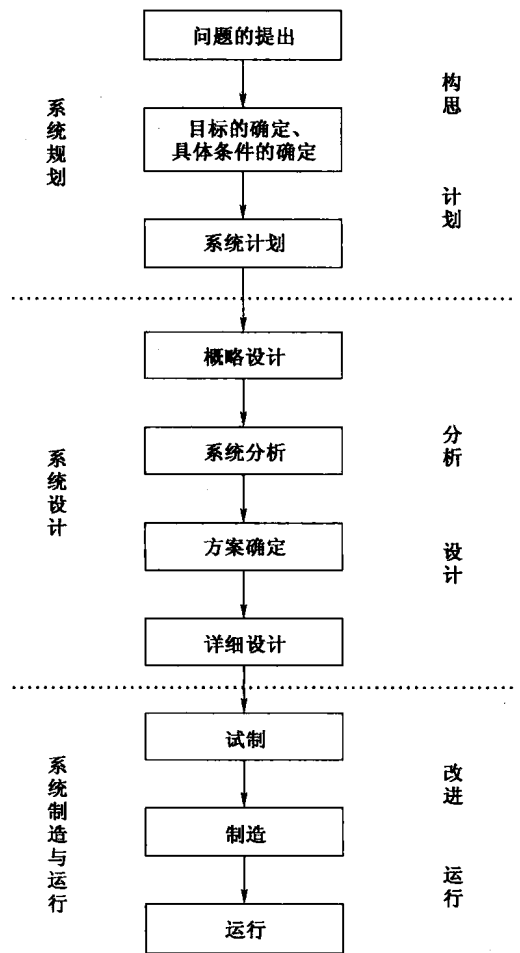 问题的提出
目标的确定、
具体条件的确定
系统计划
系统规划
构思
计划
概略设计
系统分析
方案确定
详细设计
系统设计
分析
设计
试制
制造
运行
系统制造与运行
改进
运行